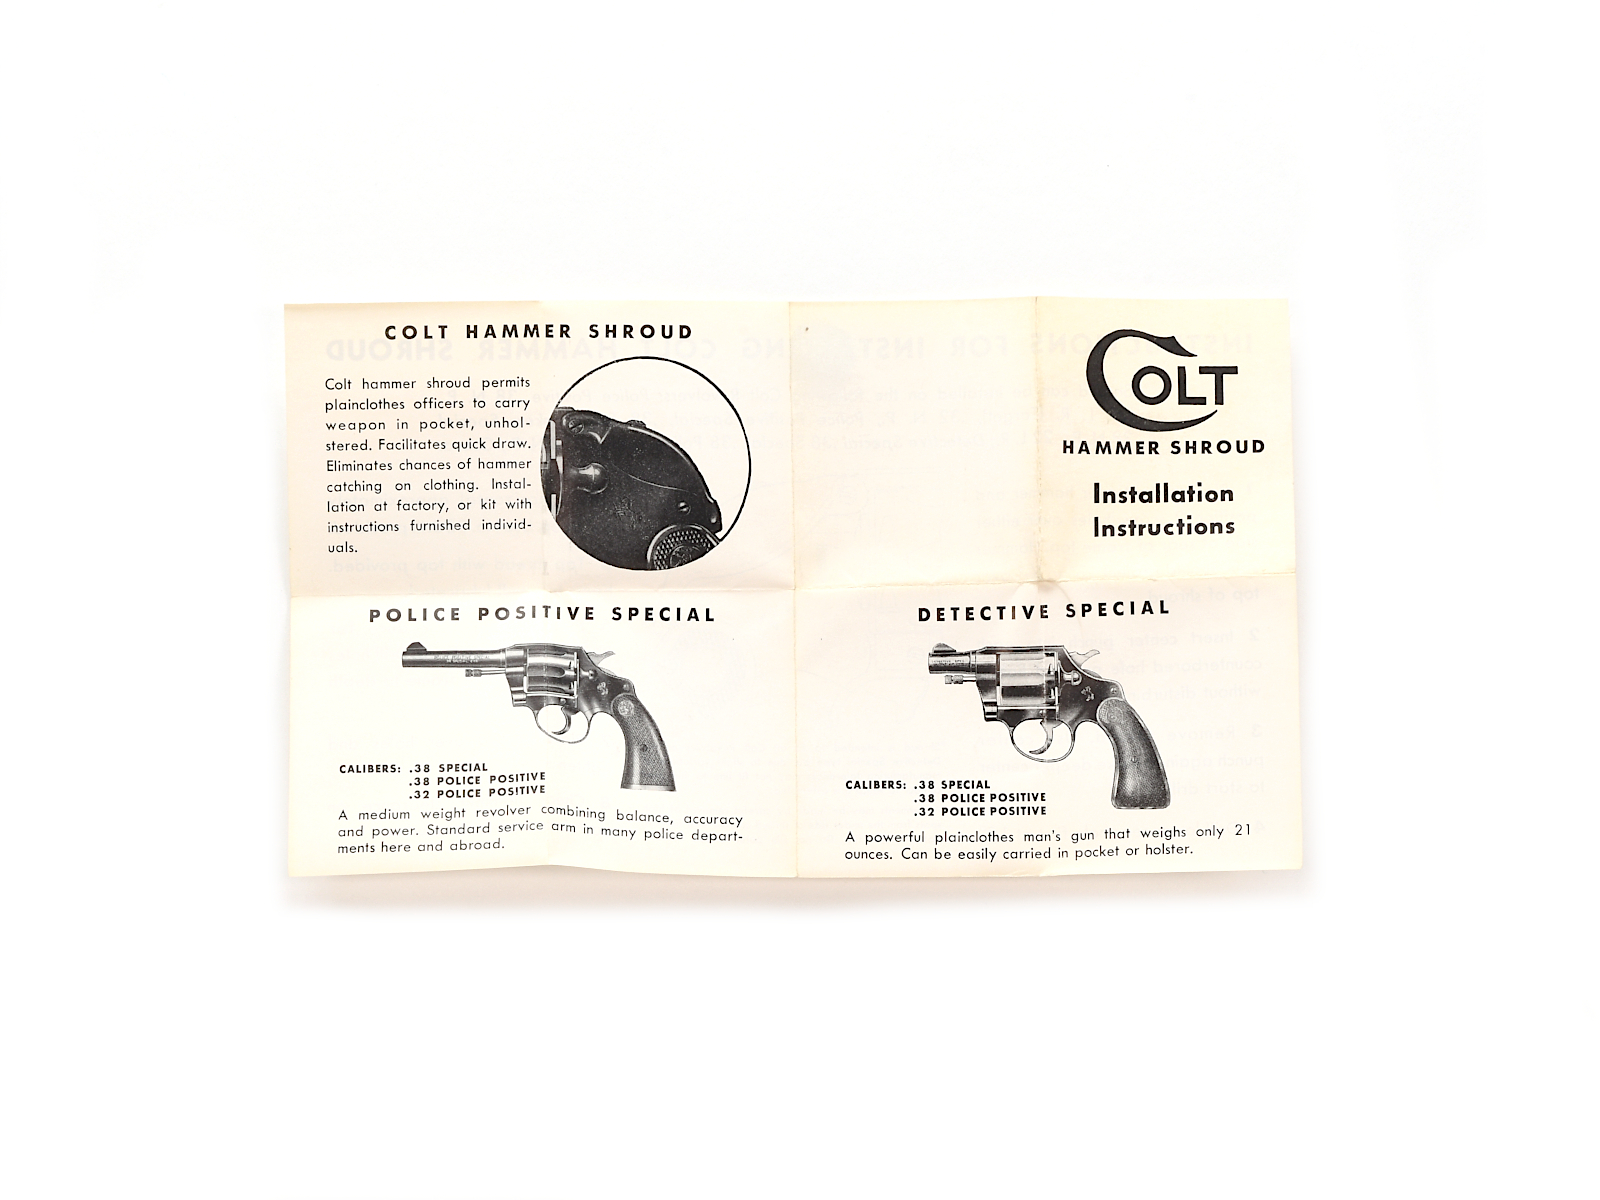 COLT HAMMER SHROUD
Colt hammer shroud permits
plainclothes officers to carry
weapon in pocket, unhol-
stered. Facilitates quick draw.
Eliminates chances of hammer
catching on clothing. Instal-
lation at factory, or kit with
instructions furnished individ-
uals.
COLT
HAMMER SHROUD
Installation
Instructions
POLICE POSITIVE SPECIAL
CALIBERS: .38 SPECIAL
.38 POLICE POSITIVE
.32 POLICE POSITIVE
A medium weight revolver combining balance, accuracy
and power. Standard service arm in many police depart-
ments here and abroad.
DETECTIVE SPECIAL
CALIBERS: .38 SPECIAL
.38 POLICE POSITIVE
.32 POLICE POSITIVE
A powerful plainclothes man's gun that weighs only 21
ounces. Can be easily carried in pocket or holster.